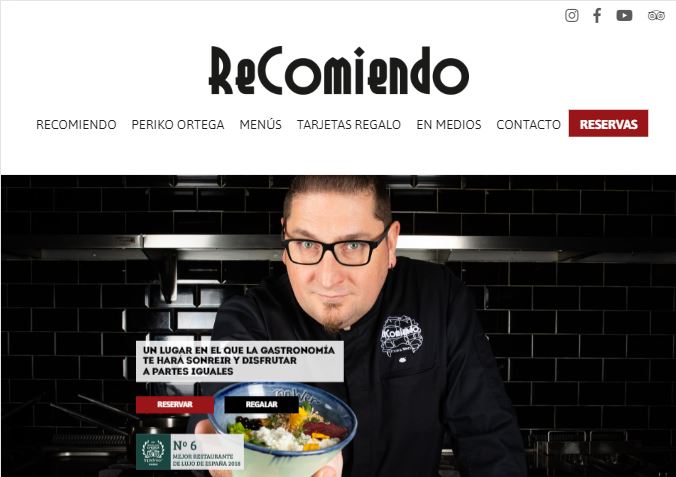 ReComiendo
RECOMIENDO PERIKO ORTEGA MENÚS TARJETAS REGALO EN MEDIOS CONTACTO RESERVAS
UN LUGAR EN EL QUE LA GASTRONOMÍA
TE HARÁ SONREIR Y DISFRUTAR
A PARTES IGUALES
RESERVAR REGALAR
Nº 6
MEJOR RESTAURANTE
DE LUJO DE ESPAÑA 2018